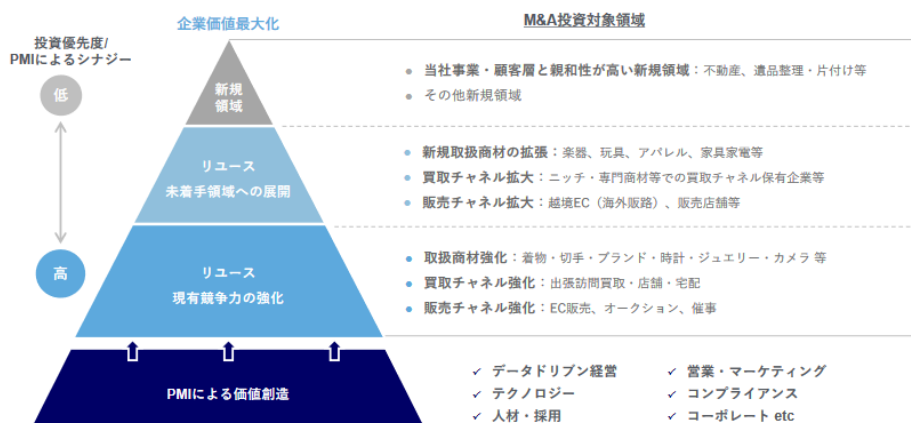 企業価値最大化
M&A投資対象領域
投資優先度/
PMIによるシナジー
低
高
新規
領域
● 当社事業・顧客層と親和性が高い新規領域：不動産、遺品整理・片付け等
● その他新規領域
リユース
未着手領域への展開
● 新規取扱商材の拡張：楽器、玩具、アパレル、家具家電等
● 買取チャネル拡大：ニッチ・専門商材等での買取チャネル保有企業等
● 販売チャネル拡大：越境EC（海外販路）、販売店舗等
リユース
現有競争力の強化
● 取扱商材強化：着物・切手・ブランド・時計・ジュエリー・カメラ 等
● 買取チャネル強化：出張訪問買取・店舗・宅配
● 販売チャネル強化：EC販売、オークション、催事
PMIによる価値創造
✓ データドリブン経営
✓ テクノロジー
✓ 人材・採用
✓ 営業・マーケティング
✓ コンプライアンス
✓ コーポレート etc